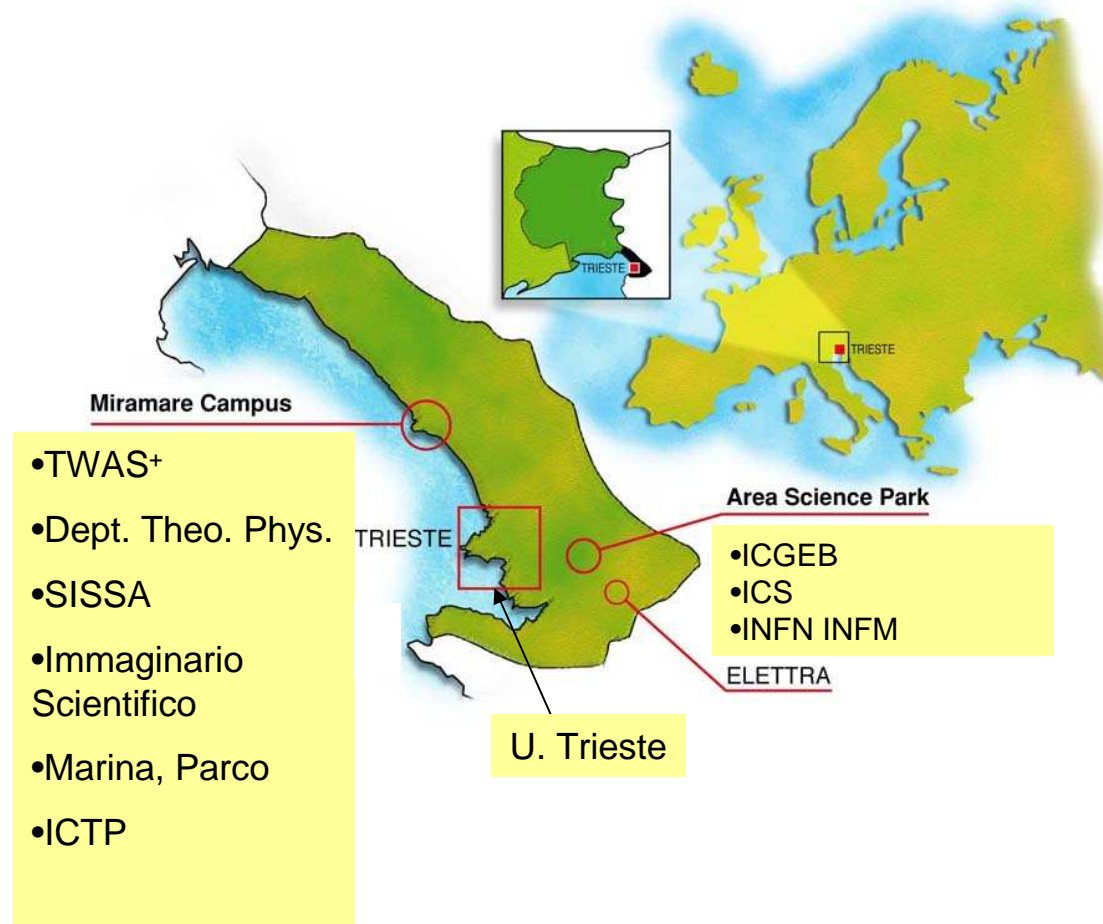 TRIESTE
TRIESTE
Miramare Campus
•TWAS+
•Dept. Theo. Phys.
•SISSA
•Immaginario
Scientifico
•Marina, Parco
•ICTP
TRIESTE
Area Science Park
•ICGEB
•ICS
•INFN INFM
ELETTRA
U. Trieste